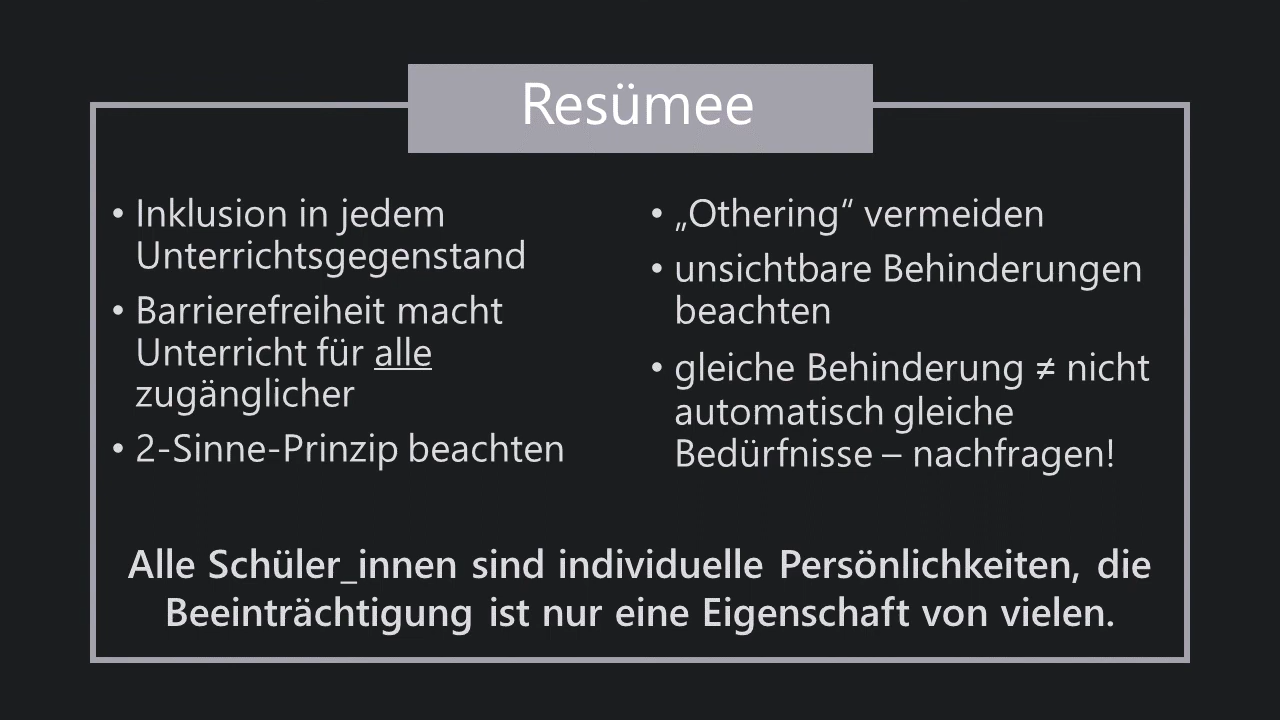 Resümee
• Inklusion in jedem
Unterrichtsgegenstand
• Barrierefreiheit macht
Unterricht für alle
zugänglicher
• 2-Sinne-Prinzip beachten
• „Othering“ vermeiden
• unsichtbare Behinderungen
beachten
• gleiche Behinderung ≠ nicht
automatisch gleiche
Bedürfnisse – nachfragen!
Alle Schüler_innen sind individuelle Persönlichkeiten, die
Beeinträchtigung ist nur eine Eigenschaft von vielen.